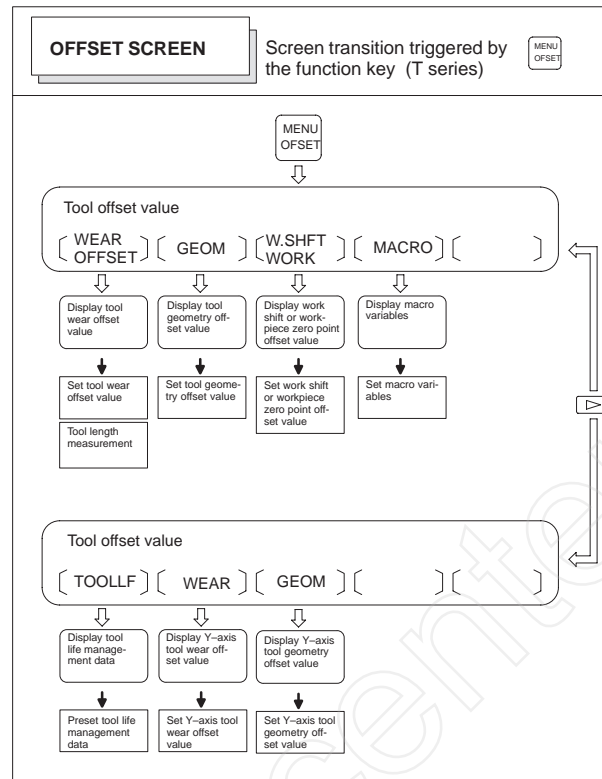 OFFSET SCREEN
Screen transition triggered by
the function key (T series)
MENU
OFSET
MENU
OFSET
Tool offset value
[ WEAR
OFFSET ]
[ GEOM ]
[ W.SHFT
WORK ]
[ MACRO ]
[ ]
Display tool
wear offset
value
Display tool
geometry off-
set value
Display work
shift or work-
piece zero point
offset value
Display macro
variables
Set tool wear
offset value
Set tool geome-
try offset value
Set work shift
or workpiece
zero point off-
set value
Set macro vari-
ables
Tool length
measurement
Tool offset value
[ TOOLLF ]
[ WEAR ]
[ GEOM ]
[ ]
[ ]
Display tool
life manage-
ment data
Display Y–axis
tool wear off-
set value
Display Y–axis
tool geometry
offset value
Preset tool life
management
data
Set Y–axis tool
wear offset
value
Set Y–axis tool
geometry off-
set value